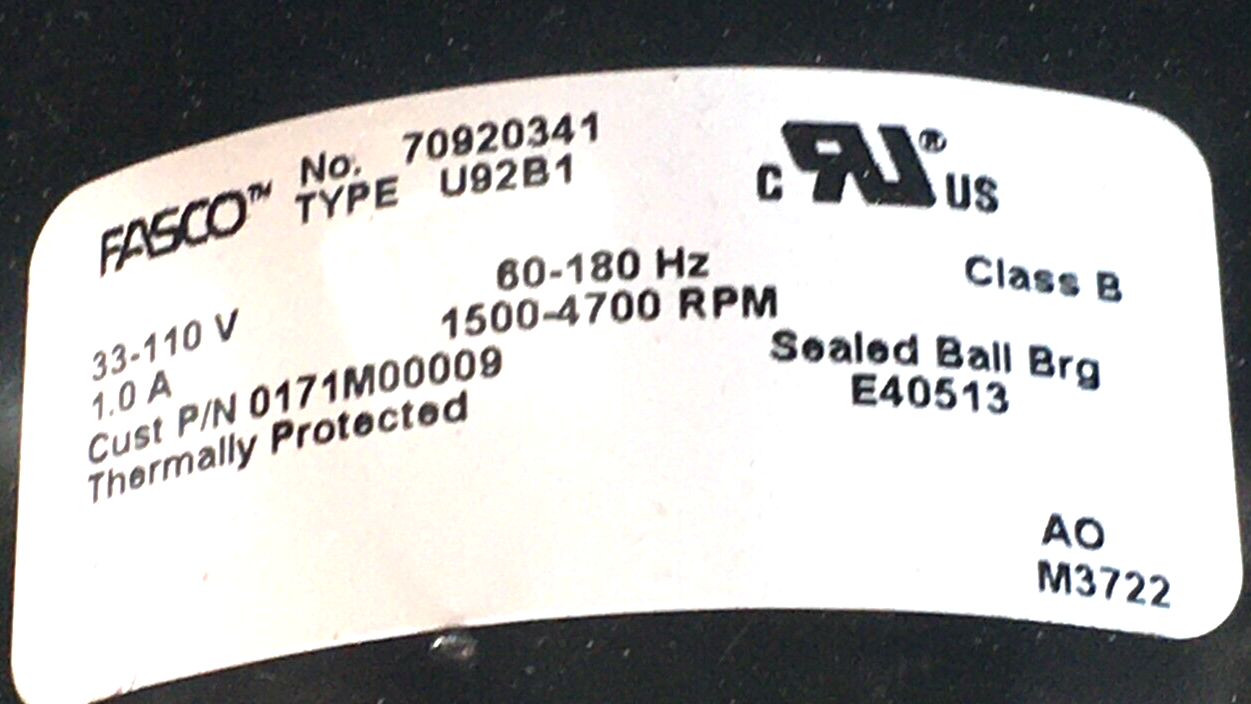 FASCO™ No. 70920341
TYPE U92B1
c RU® US
60-180 Hz
Class B
33-110 V
1500-4700 RPM
1.0 A
Sealed Ball Brg
Cust P/N 0171M00009
E40513
Thermally Protected
AO
M3722